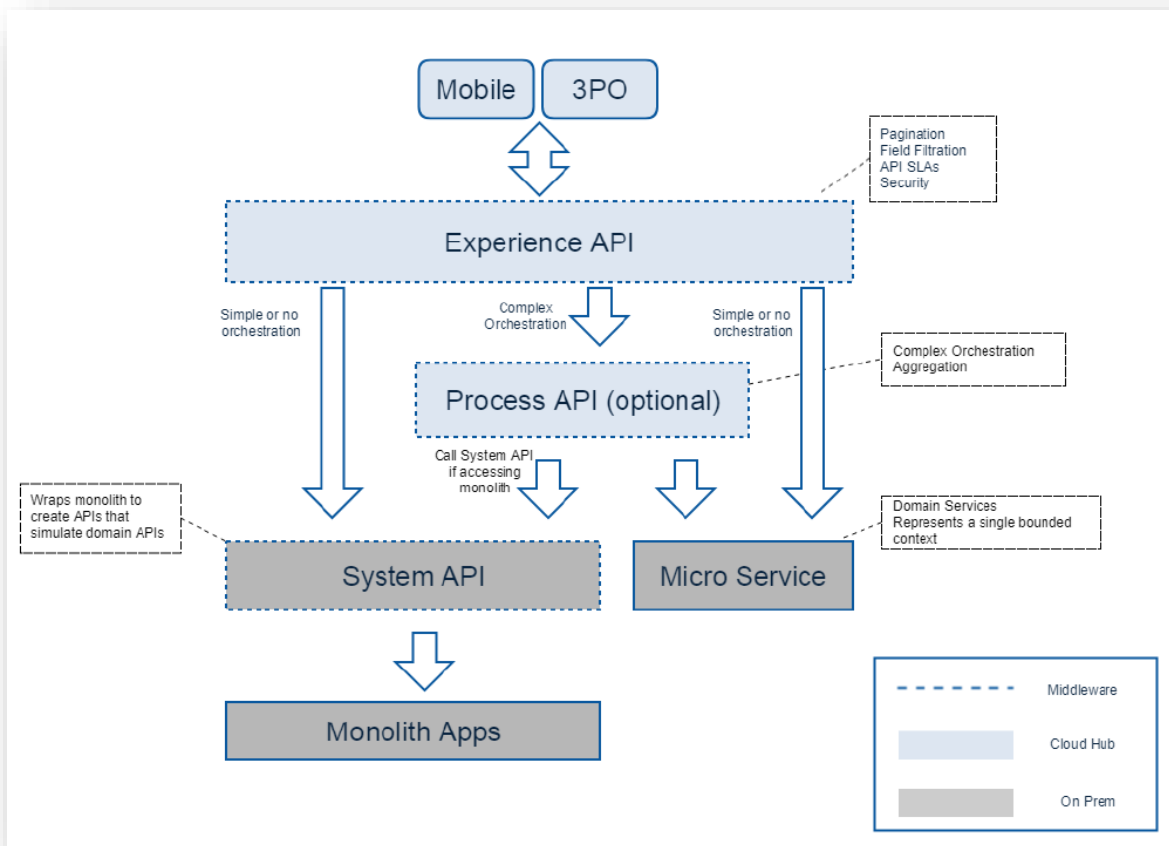 Mobile
3PO
Pagination
Field Filtration
API SLAs
Security
Experience API
Simple or no
orchestration
Complex
Orchestration
Simple or no
orchestration
Complex Orchestration
Aggregation
Process API (optional)
Call System API
if accessing
monolith
Wraps monolith to
create APIs that
simulate domain APIs
Domain Services
Represents a single bounded
context
System API
Micro Service
Monolith Apps
Middleware
Cloud Hub
On Prem